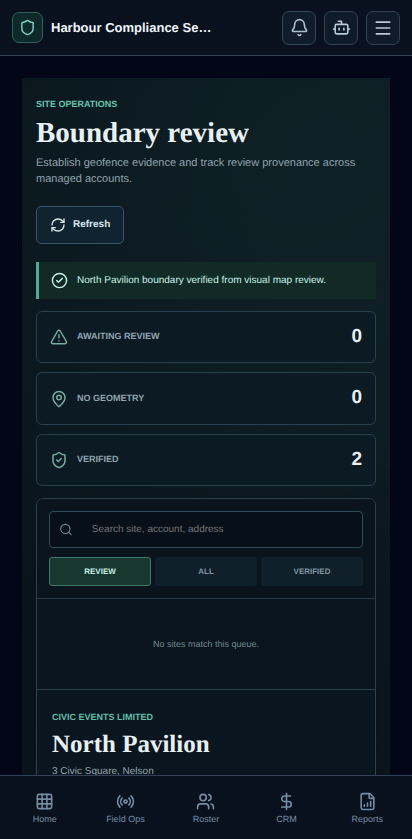 Harbour Compliance Se...
SITE OPERATIONS
Boundary review
Establish geofence evidence and track review provenance across
managed accounts.
Refresh
North Pavilion boundary verified from visual map review.
AWAITING REVIEW 0
NO GEOMETRY 0
VERIFIED 2
Search site, account, address
REVIEW ALL VERIFIED
No sites match this queue.
CIVIC EVENTS LIMITED
North Pavilion
3 Civic Square, Nelson
Home Field Ops Roster CRM Reports